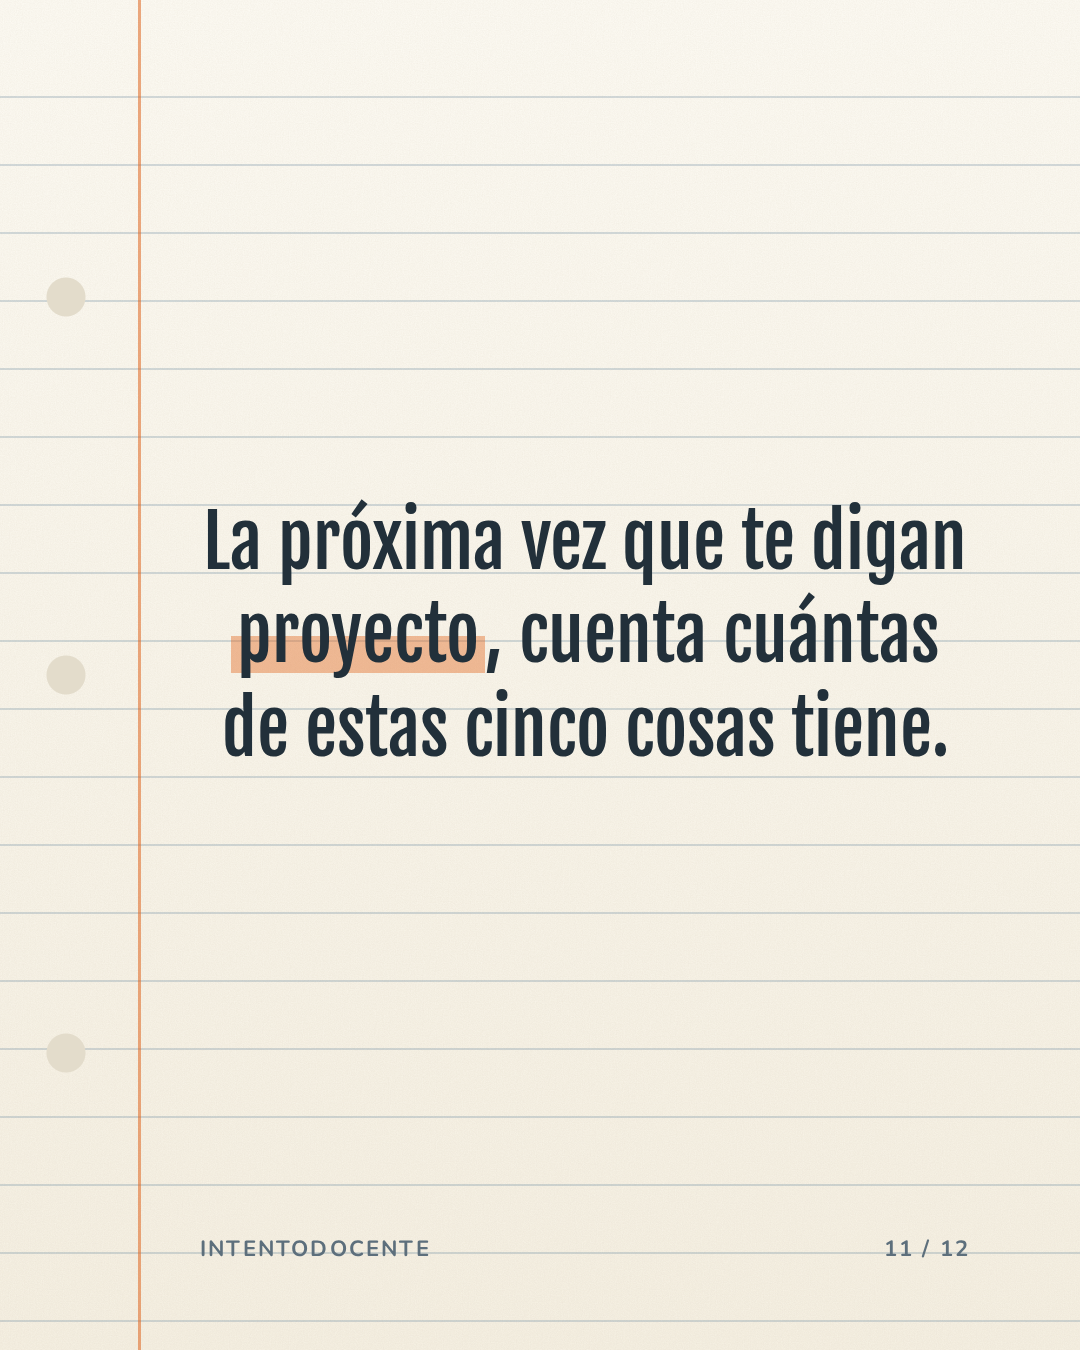 La próxima vez que te digan
proyecto, cuenta cuántas
de estas cinco cosas tiene.
INTENTODOCENTE
11 / 12